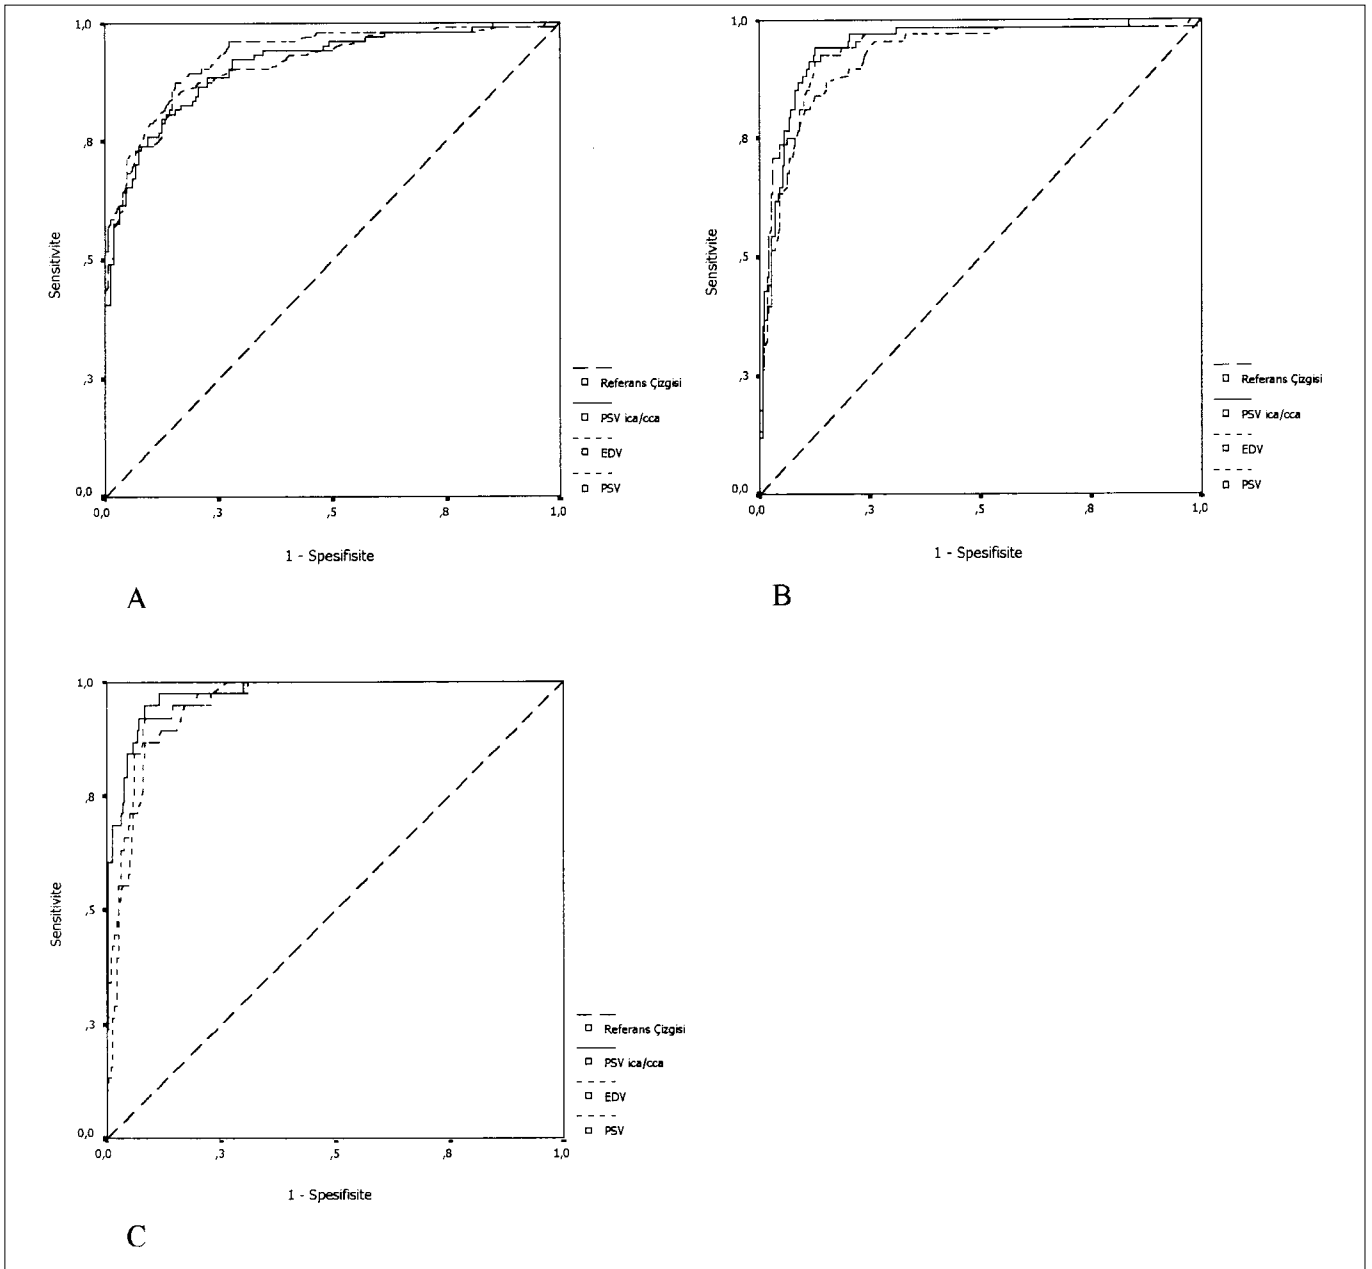 1,0
,8
,5
,3
0,0
Sensitivite
0,0 ,3 ,5 ,8 1,0
1 - Spesifisite
Referans Çizgisi
PSV ica/cca
EDV
PSV
A
1,0
,8
,5
,3
0,0
Sensitivite
0,0 ,3 ,5 ,8 1,0
1 - Spesifisite
Referans Çizgisi
PSV ica/cca
EDV
PSV
B
1,0
,8
,5
,3
0,0
Sensitivite
0,0 ,3 ,5 ,8 1,0
1 - Spesifisite
Referans Çizgisi
PSV ica/cca
EDV
PSV
C